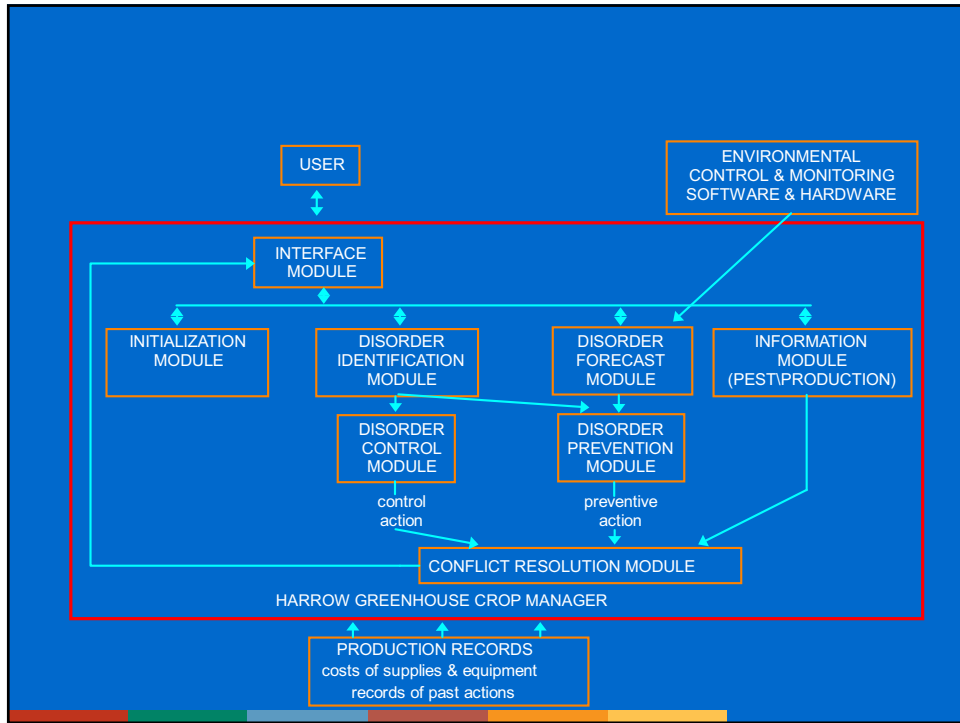 USER
ENVIRONMENTAL
CONTROL & MONITORING
SOFTWARE & HARDWARE
INTERFACE
MODULE
INITIALIZATION
MODULE
DISORDER
IDENTIFICATION
MODULE
DISORDER
FORECAST
MODULE
INFORMATION
MODULE
(PEST\PRODUCTION)
DISORDER
CONTROL
MODULE
DISORDER
PREVENTION
MODULE
control
action
preventive
action
CONFLICT RESOLUTION MODULE
HARROW GREENHOUSE CROP MANAGER
PRODUCTION RECORDS
costs of supplies & equipment
records of past actions